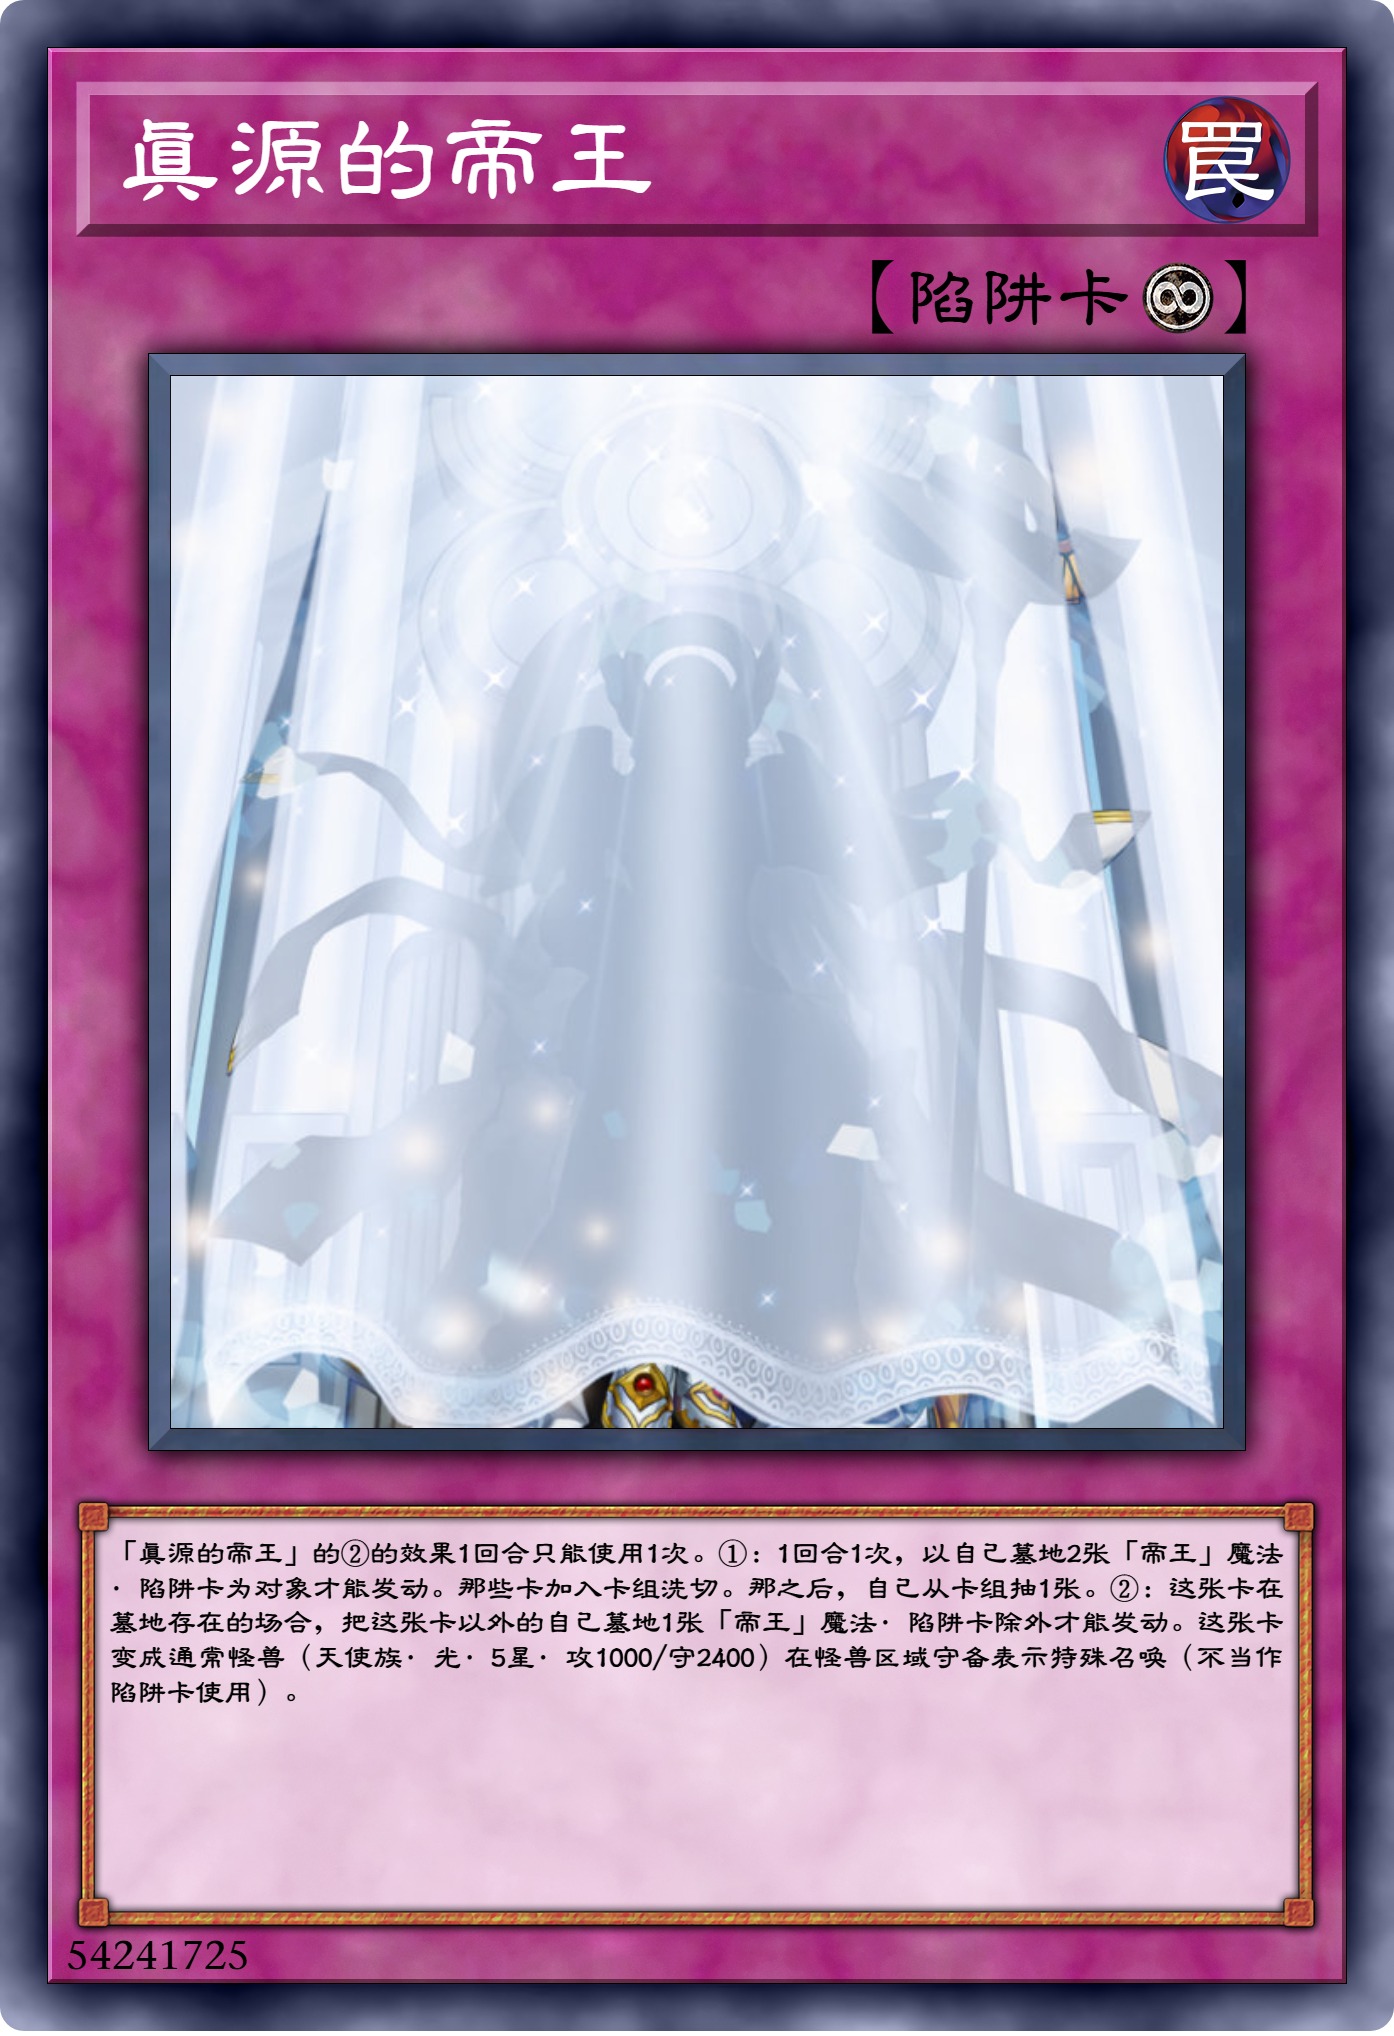 眞源的帝王
罠
【陷阱卡】
「眞源的帝王」的②的效果1回合只能使用1次。①：1回合1次，以自己墓地2张「帝王」魔法
·陷阱卡为对象才能发动。那些卡加入卡组洗切。那之后，自己从卡组抽1张。②：这张卡在
墓地存在的场合，把这张卡以外的自己墓地1张「帝王」魔法·陷阱卡除外才能发动。这张卡
变成通常怪兽（天使族·光·5星·攻1000/守2400）在怪兽区域守备表示特殊召唤（不当作
陷阱卡使用）。
54241725